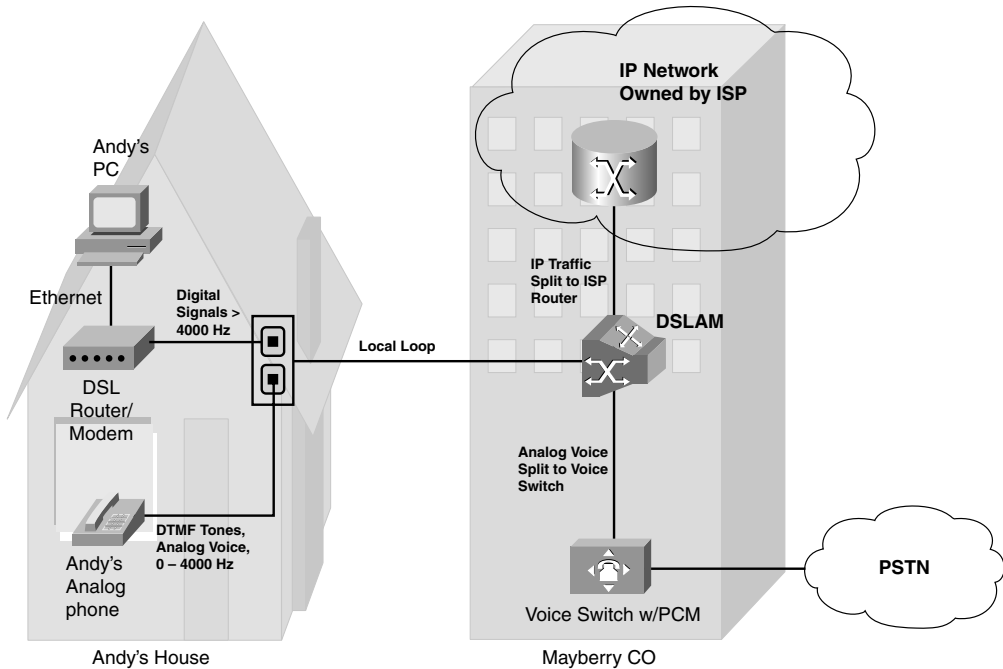 IP Network
Owned by ISP
Andy's
PC
Ethernet
Digital
Signals >
4000 Hz
IP Traffic
Split to ISP
Router
DSLAM
Local Loop
DSL
Router/
Modem
Analog Voice
Split to Voice
Switch
DTMF Tones,
Analog Voice,
0 – 4000 Hz
Andy's
Analog
phone
PSTN
Voice Switch w/PCM
Andy's House
Mayberry CO